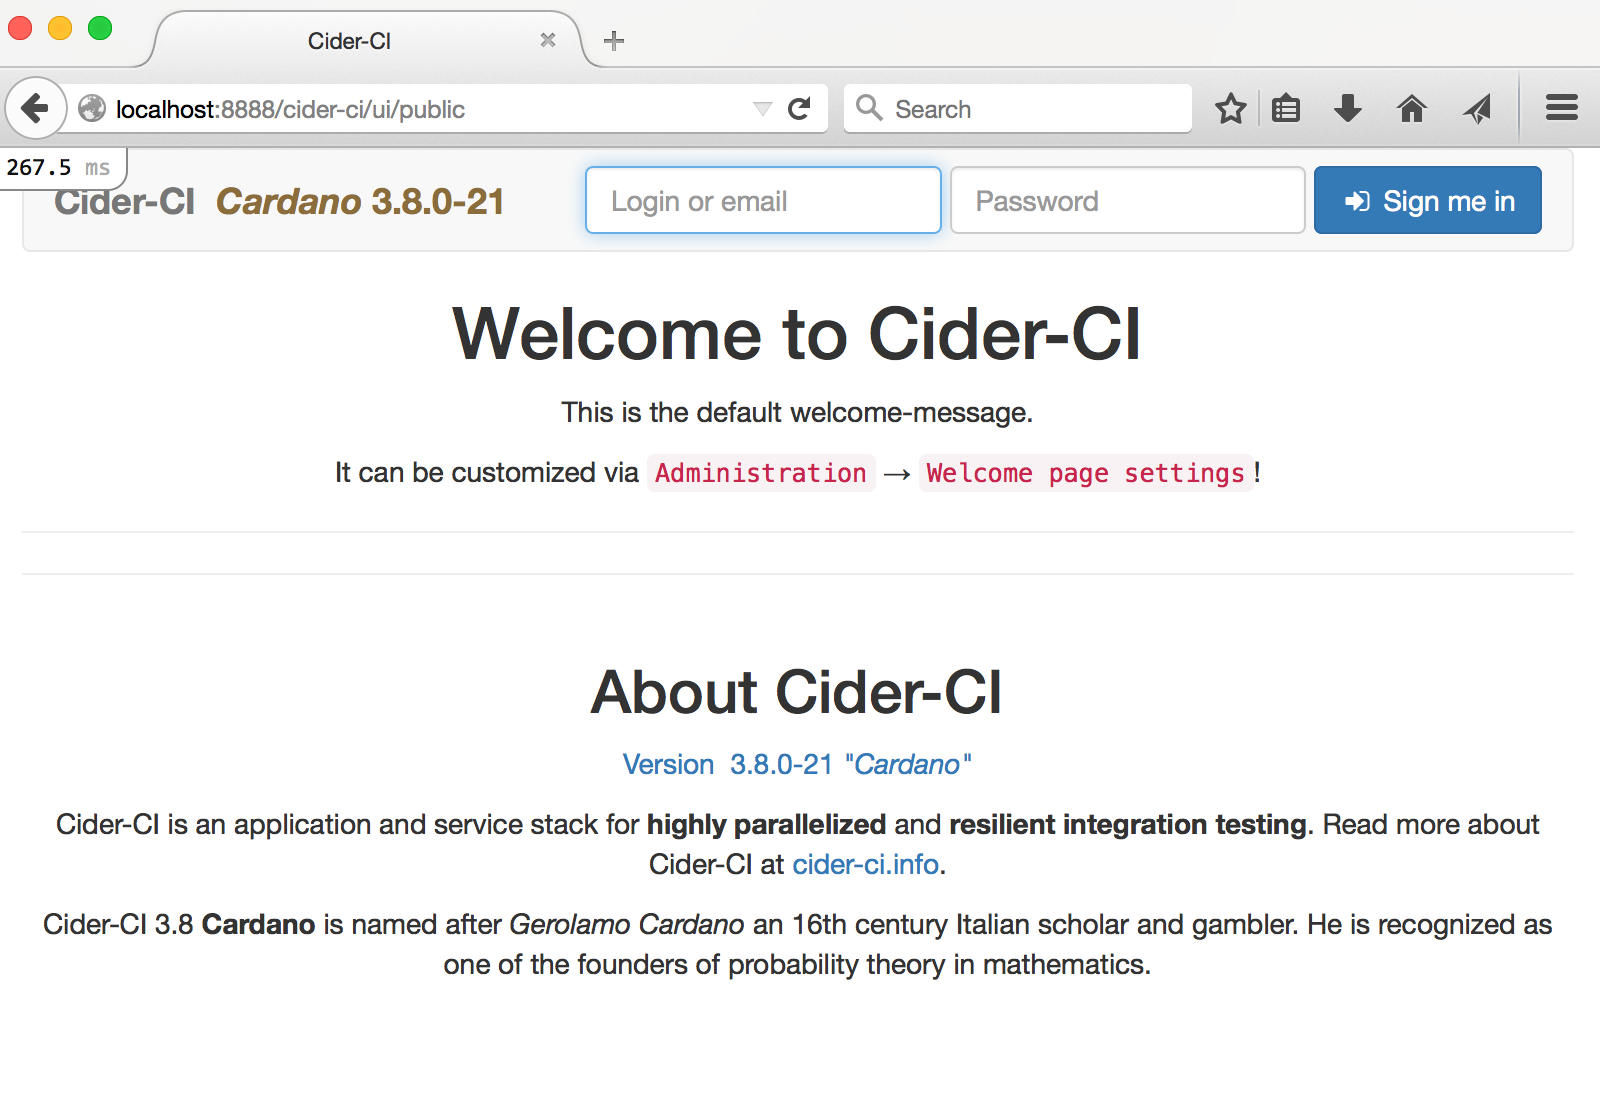 Cider-CI
localhost:8888/cider-ci/ui/public
Search
267.5 ms
Cider-CI Cardano 3.8.0-21
Login or email
Password
Sign me in
Welcome to Cider-CI
This is the default welcome-message.
It can be customized via Administration → Welcome page settings!
About Cider-CI
Version 3.8.0-21 "Cardano"
Cider-CI is an application and service stack for highly parallelized and resilient integration testing. Read more about
Cider-CI at cider-ci.info.
Cider-CI 3.8 Cardano is named after Gerolamo Cardano an 16th century Italian scholar and gambler. He is recognized as
one of the founders of probability theory in mathematics.